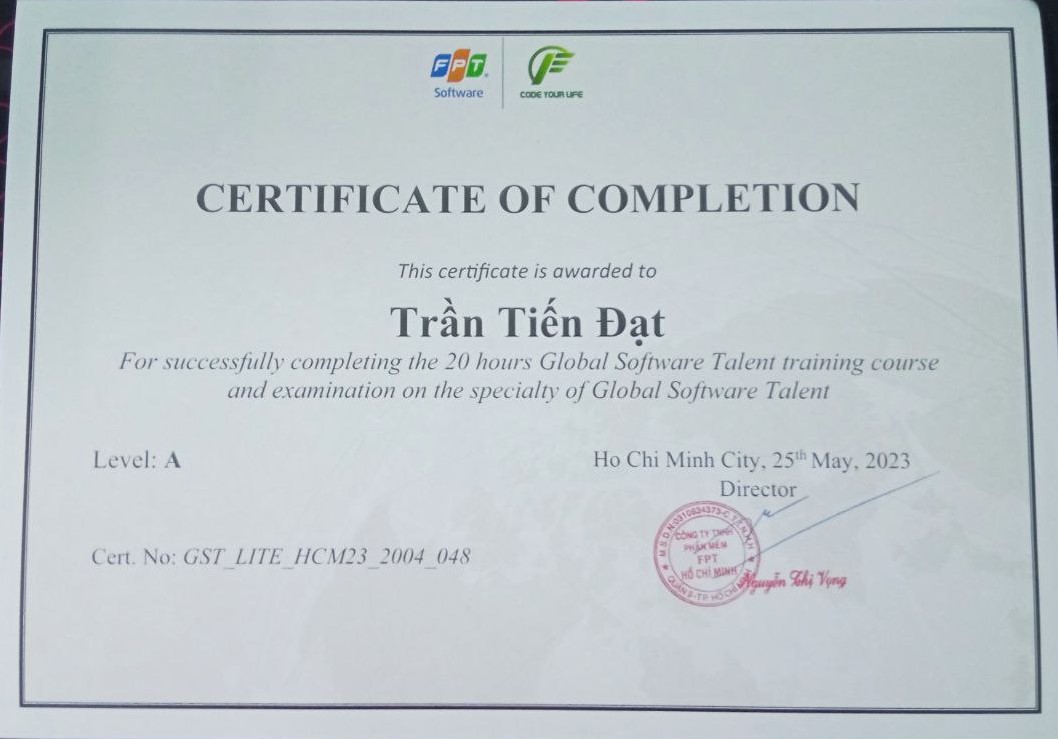 FPT
Software
CODE YOUR LIFE
CERTIFICATE OF COMPLETION
This certificate is awarded to
Trần Tiến Đạt
For successfully completing the 20 hours Global Software Talent training course
and examination on the specialty of Global Software Talent
Level: A
Ho Chi Minh City, 25th May, 2023
Director
Cert. No: GST_LITE_HCM23_2004_048
M.S.D.N:0310634373-C.T.T.N.H.H
CÔNG TY TNHH
PHẦN MỀM
FPT
HỒ CHÍ MINH
QUẬN 9-TP. HỒ CHÍ MINH
Nguyễn Thị Vọng